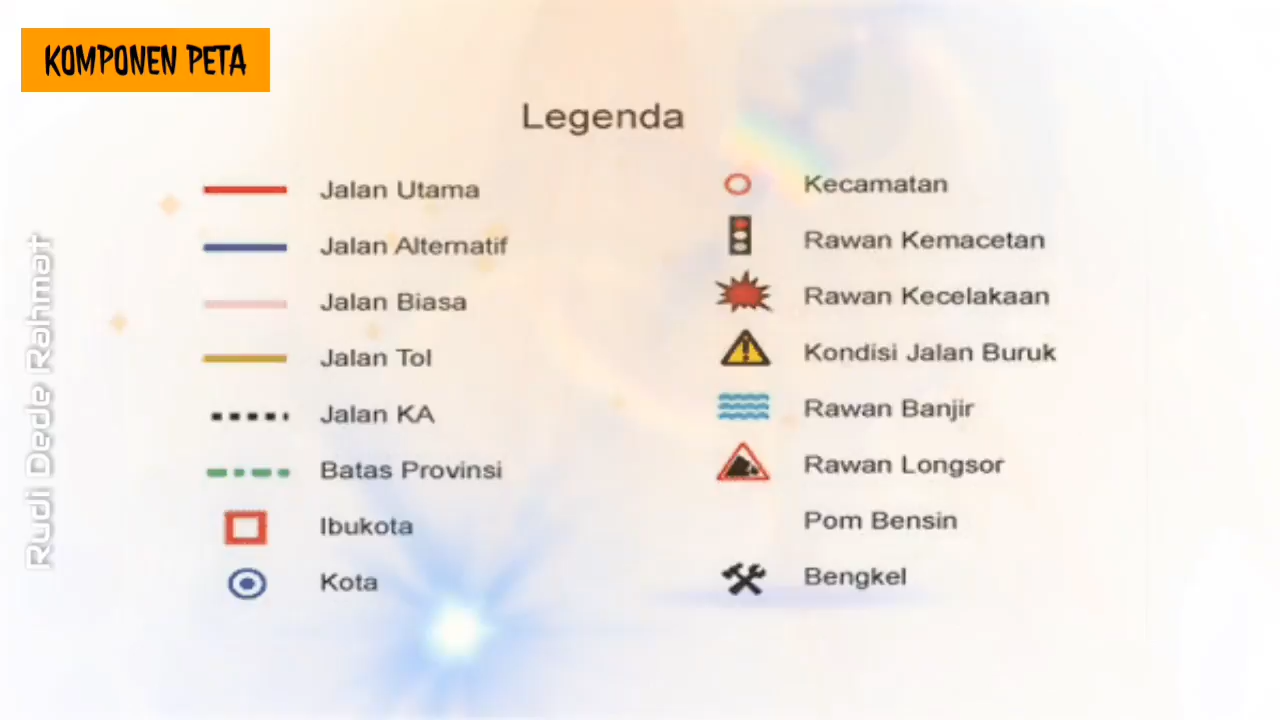 KOMPONEN PETA
Legenda
Jalan Utama
Jalan Alternatif
Jalan Biasa
Jalan Tol
Jalan KA
Batas Provinsi
Ibukota
Kota
Kecamatan
Rawan Kemacetan
Rawan Kecelakaan
Kondisi Jalan Buruk
Rawan Banjir
Rawan Longsor
Pom Bensin
Bengkel
Rudi Dede Rahmat